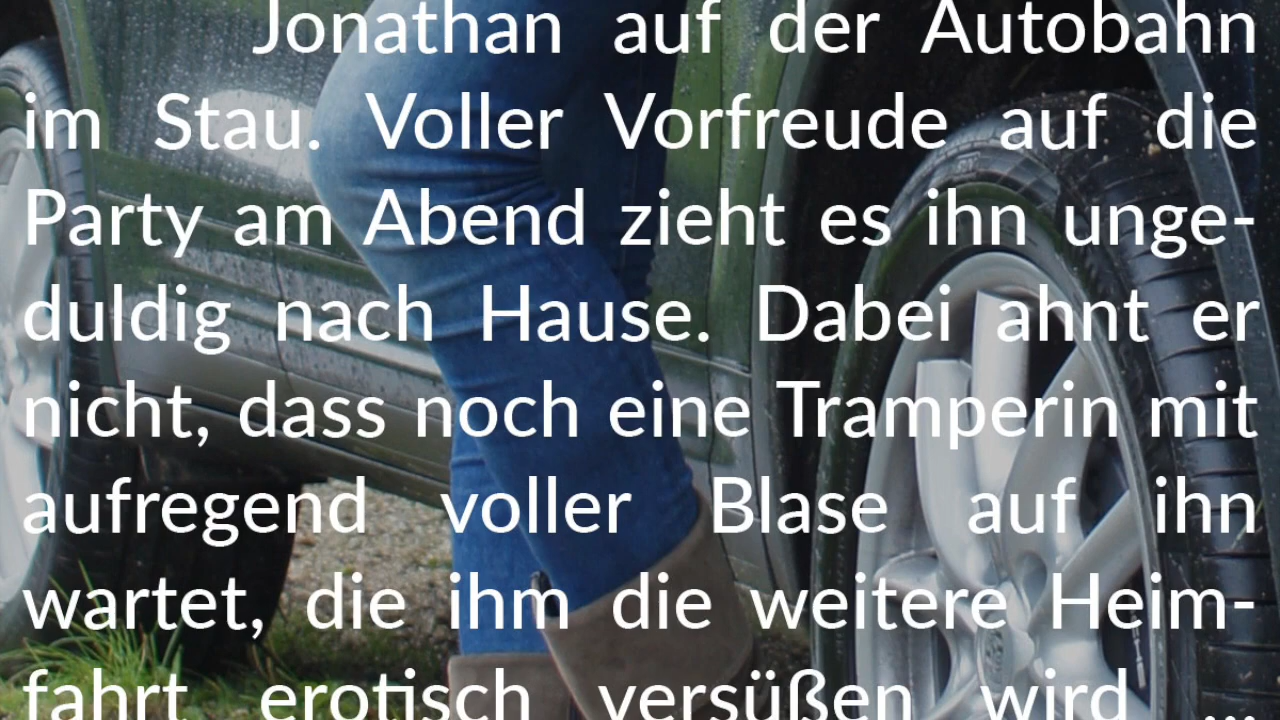 Jonathan auf der Autobahn
im Stau. Voller Vorfreude auf die
Party am Abend zieht es ihn unge-
duldig nach Hause. Dabei ahnt er
nicht, dass noch eine Tramperin mit
aufregend voller Blase auf ihn
wartet, die ihm die weitere Heim-
fahrt erotisch versüßen wird ...